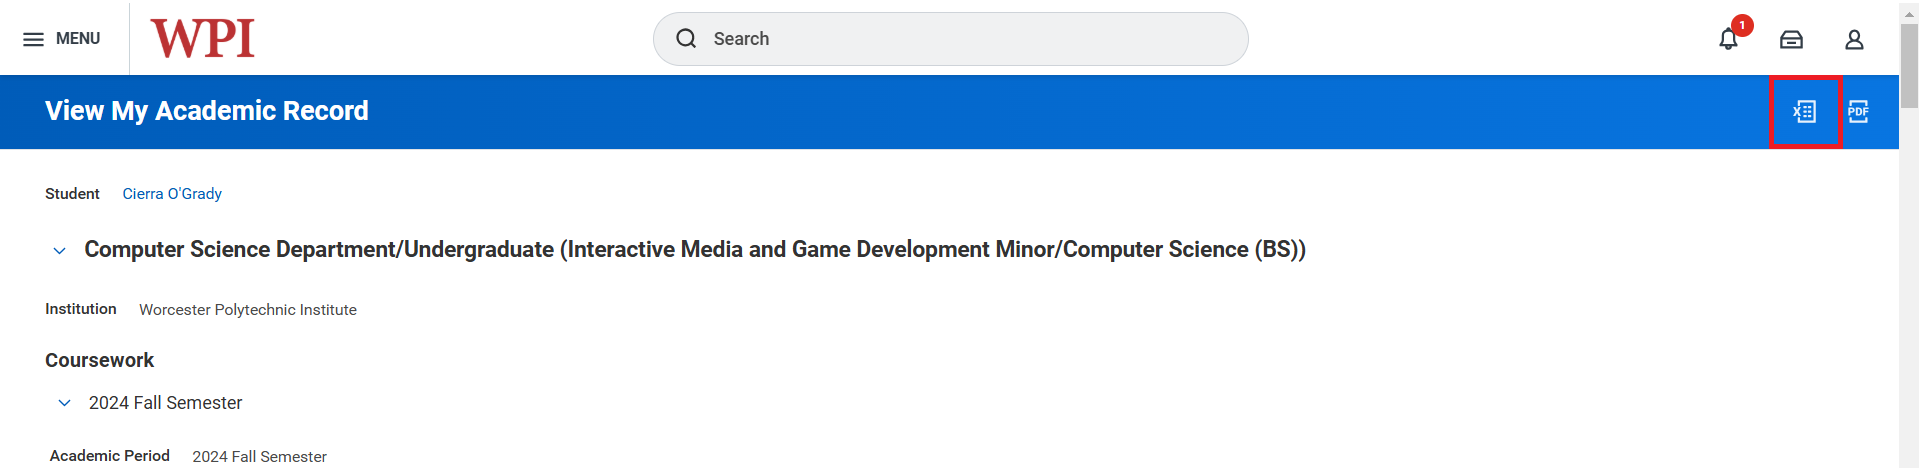 MENU
WPI
Search
1
View My Academic Record
X
PDF
Student Cierra O'Grady
Computer Science Department/Undergraduate (Interactive Media and Game Development Minor/Computer Science (BS))
Institution Worcester Polytechnic Institute
Coursework
2024 Fall Semester
Academic Period 2024 Fall Semester